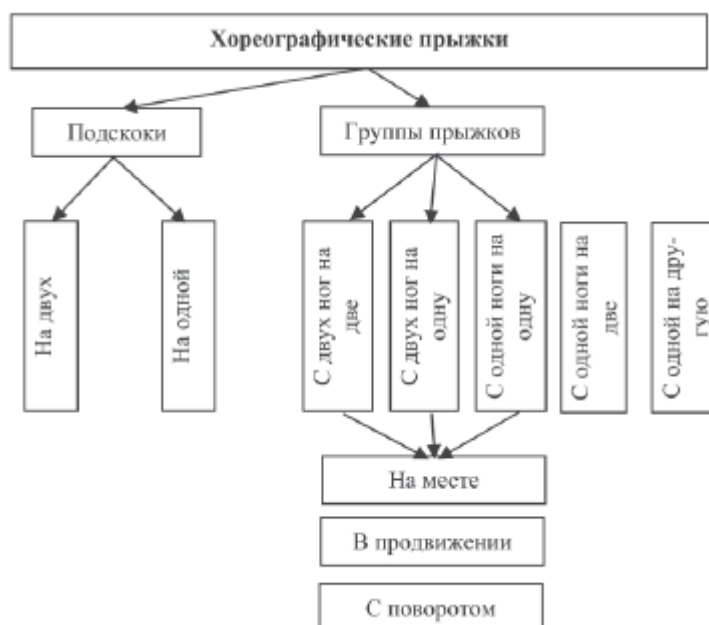 Хореографические прыжки
Подскоки
Группы прыжков
На двух
На одной
С двух ног на
две
С двух ног на
одну
С одной ноги на
одну
С одной ноги на
две
С одной на дру-
гую
На месте
В продвижении
С поворотом